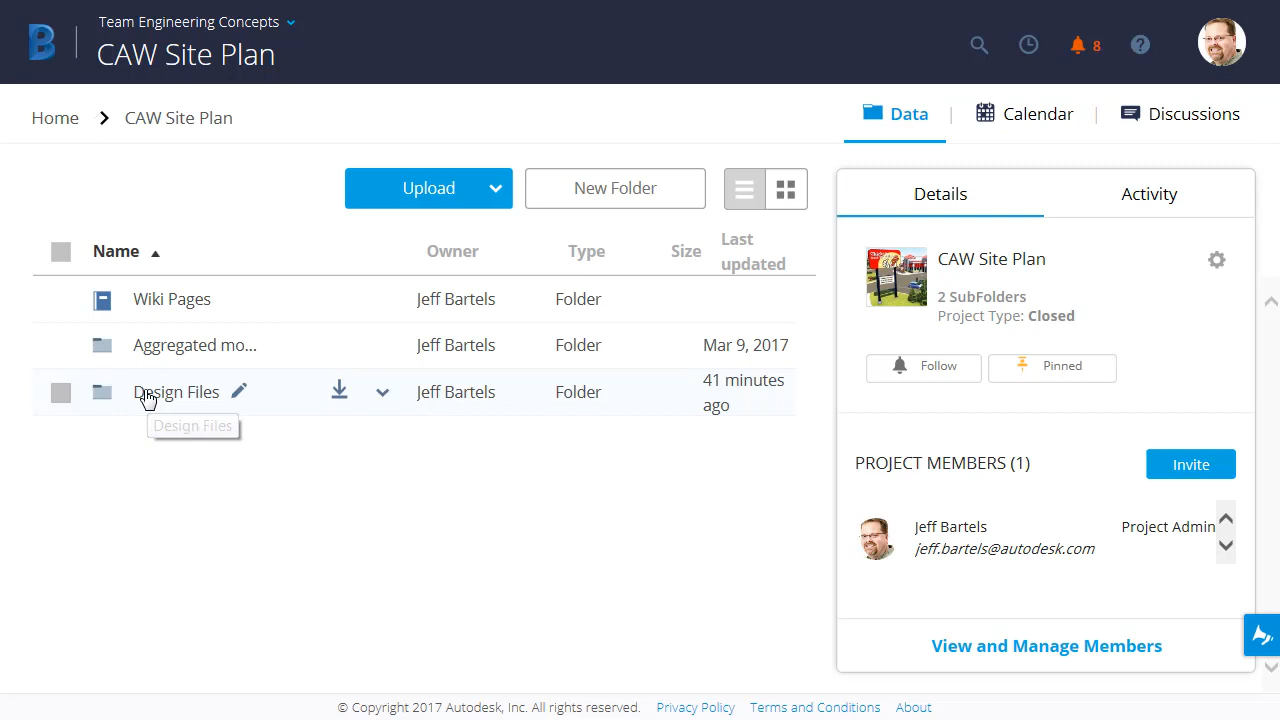 Team Engineering Concepts
CAW Site Plan
8
Home
CAW Site Plan
Data
Calendar
Discussions
Upload
New Folder
Name
Owner
Type
Size
Last
updated
Wiki Pages
Jeff Bartels
Folder
Aggregated mo...
Jeff Bartels
Folder
Mar 9, 2017
Design Files
Jeff Bartels
Folder
41 minutes
ago
Design Files
Details
Activity
CAW Site Plan
2 SubFolders
Project Type: Closed
Follow
Pinned
PROJECT MEMBERS (1)
Invite
Jeff Bartels
Project Admin
jeff.bartels@autodesk.com
View and Manage Members
© Copyright 2017 Autodesk, Inc. All rights reserved. Privacy Policy Terms and Conditions About